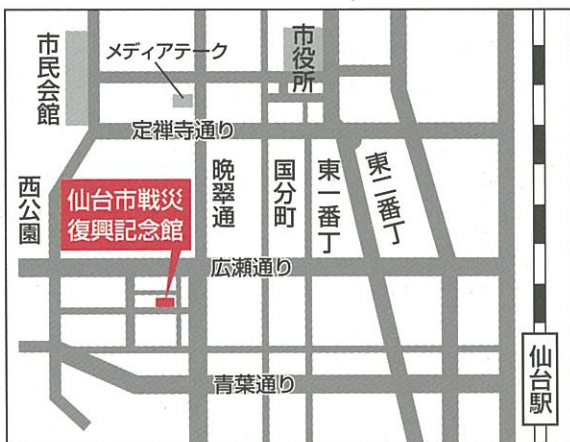 市民会館
メディアテーク
市役所
定禅寺通り
西公園
仙台市戦災
復興記念館
晩翠通
国分町
東一番丁
東二番丁
広瀬通り
青葉通り
仙台駅